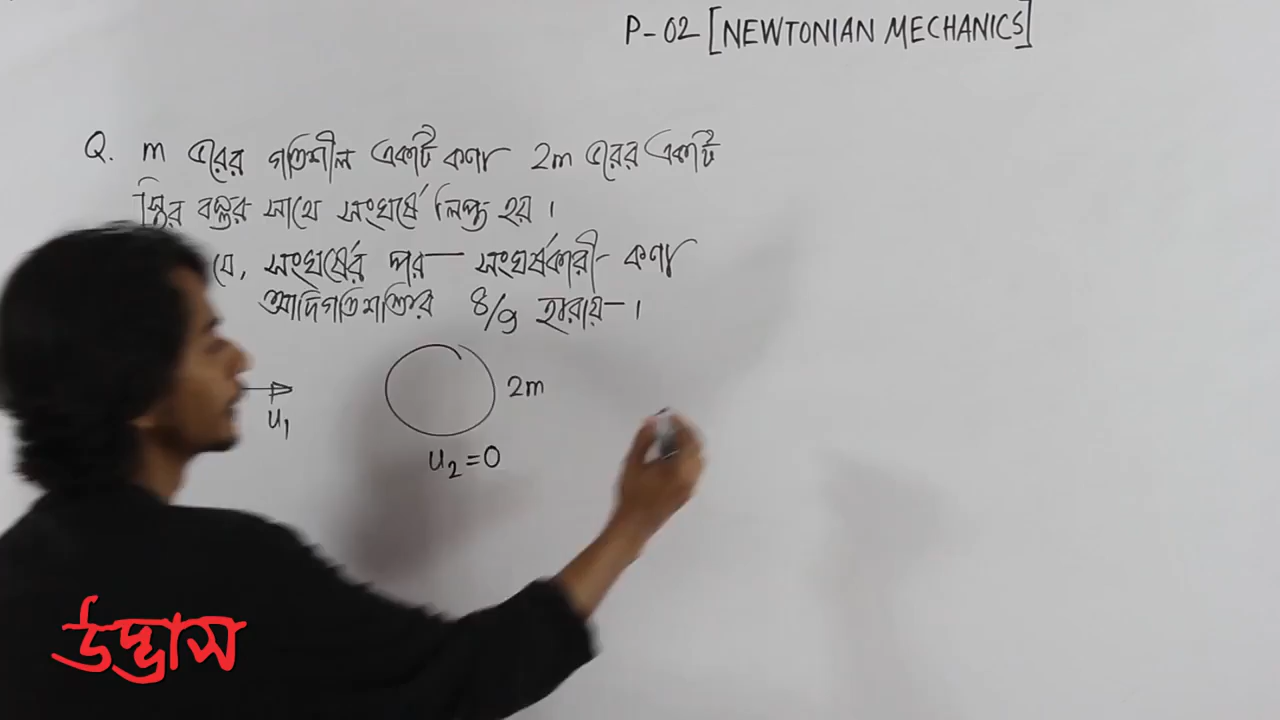 P-02 [NEWTONIAN MECHANICS]
Q. m ভরের গতিশীল একটি কণা 2m ভরের একটি
স্থির বস্তুর সাথে সংঘর্ষে লিপ্ত হয়।
যে, সংঘর্ষের পর সংঘর্ষকারী কণা
আদিগতিশক্তির 8/9 হারায়।
2m
u₁
u₂=0
উদ্ভাস